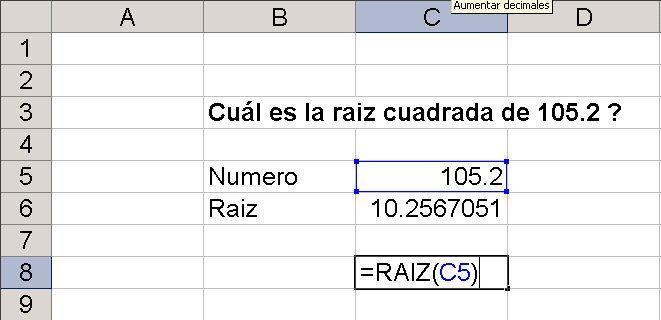 Aumentar decimales
A B C D
1
2
3 Cuál es la raiz cuadrada de 105.2 ?
4
5 Numero 105.2
6 Raiz 10.2567051
7
8 =RAIZ(C5)
9